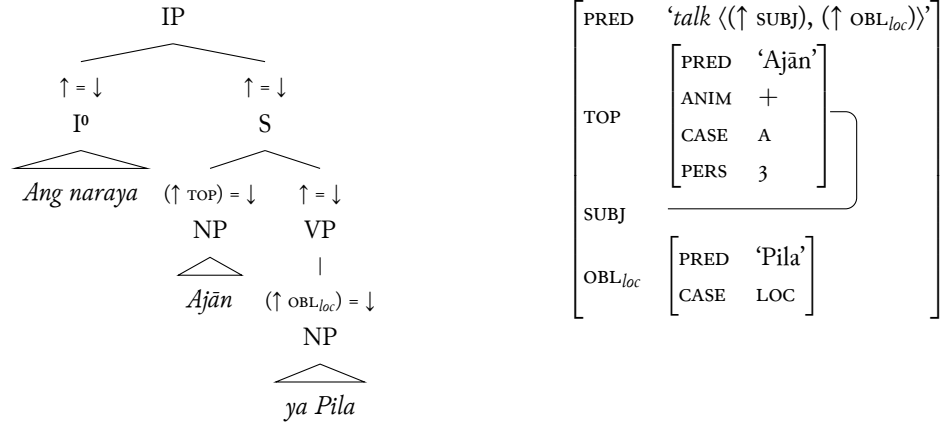 IP
↑ = ↓ ↑ = ↓
I⁰ S
Ang naraya (↑ TOP) = ↓ ↑ = ↓
NP VP
Ajān (↑ OBL_loc) = ↓
NP
ya Pila
PRED ‘talk ⟨(↑ SUBJ), (↑ OBL_loc)⟩’
PRED ‘Ajān’
ANIM +
TOP
CASE A
PERS 3
SUBJ
PRED ‘Pila’
OBL_loc
CASE LOC